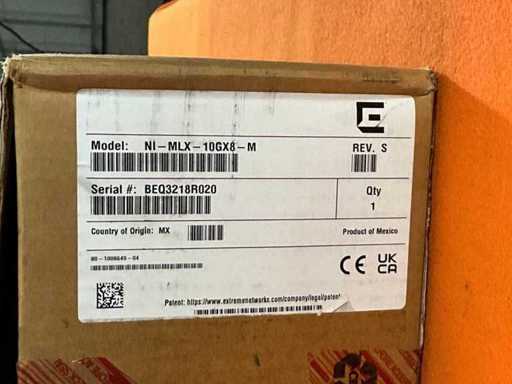 Model: NI-MLX-10GX8-M
REV. S
Serial #: BEQ3218R020
Qty
1
Country of Origin: MX
Product of Mexico
80-1006649-04
CE UK
CA
Patent: https://www.extremenetworks.com/company/legal/patent